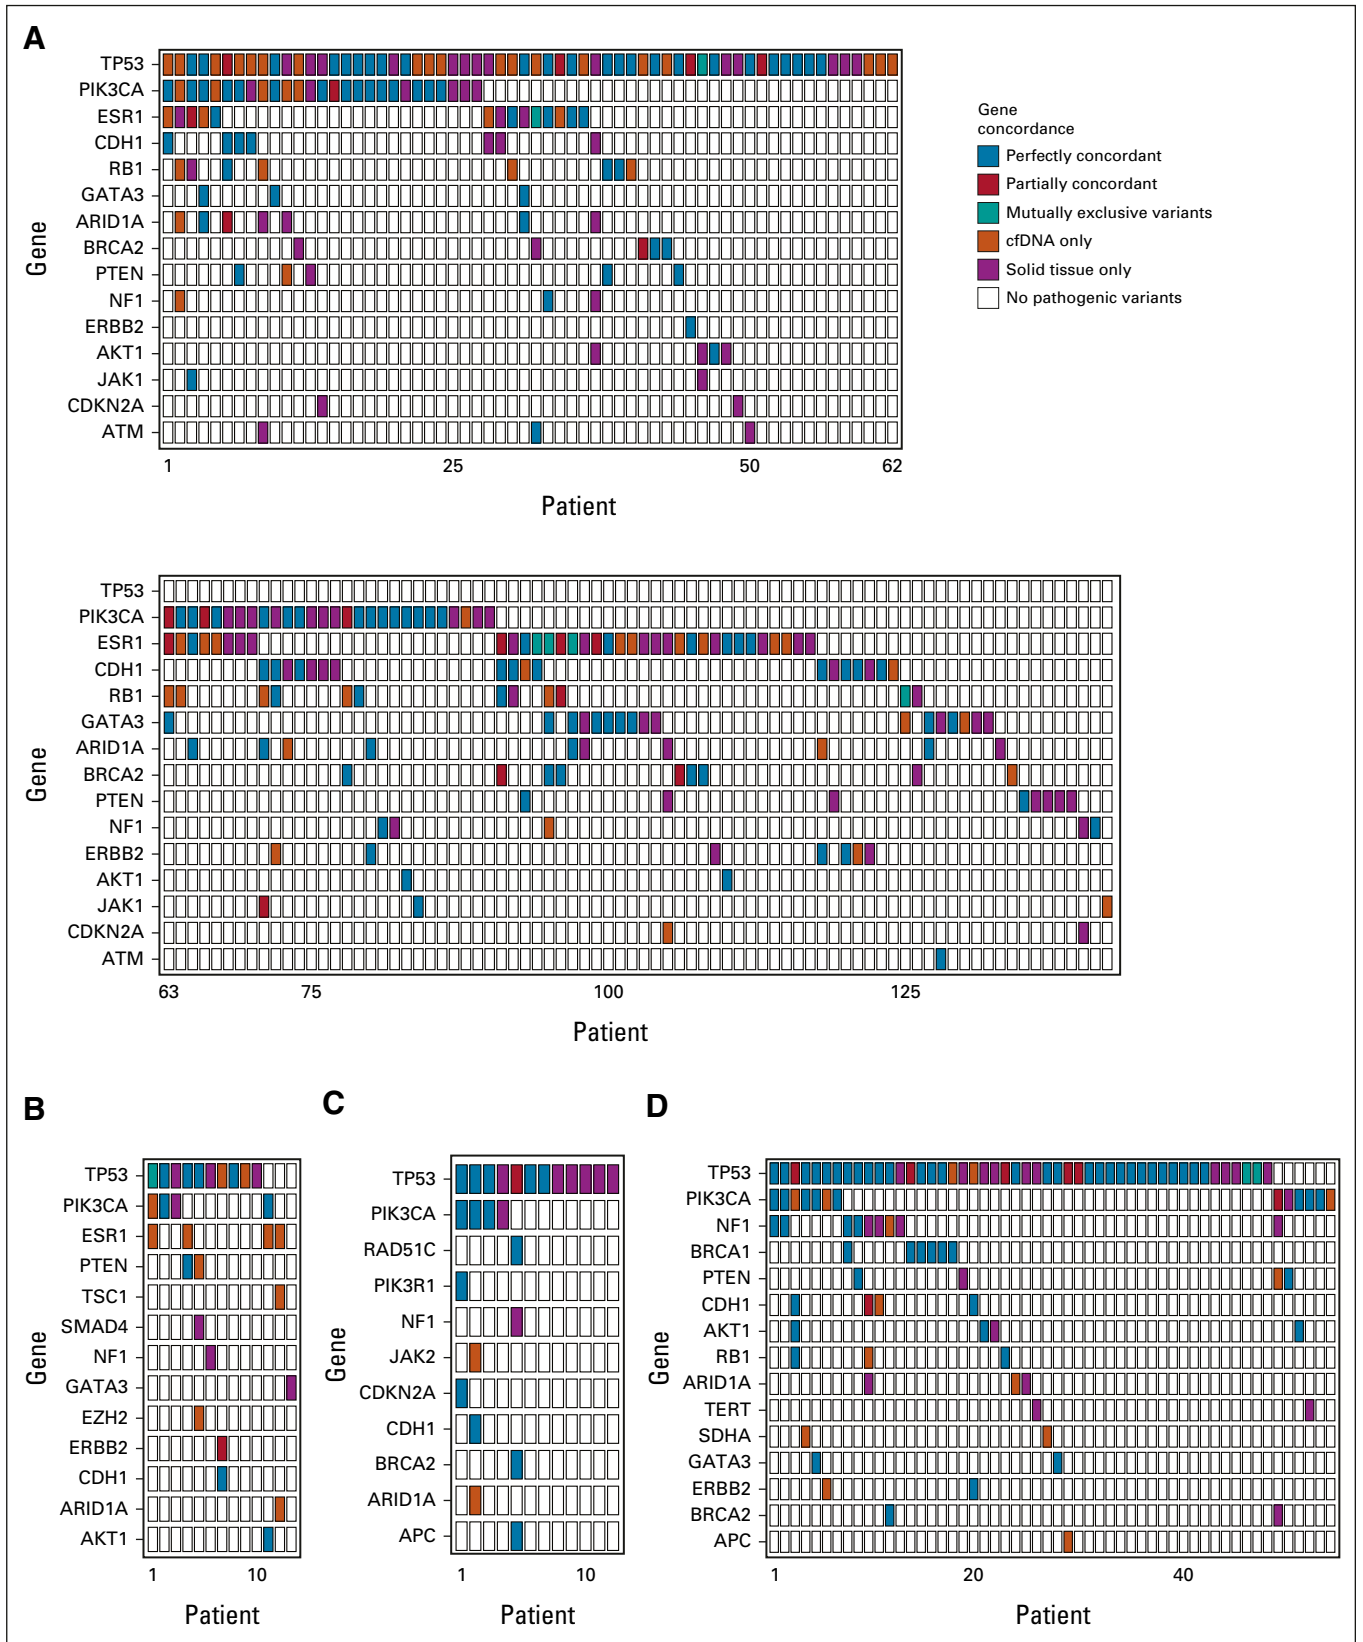 A
TP53
PIK3CA
ESR1
CDH1
RB1
GATA3
ARID1A
BRCA2
PTEN
NF1
ERBB2
AKT1
JAK1
CDKN2A
ATM
Gene
1 25 50 62
Patient
Gene
concordance
Perfectly concordant
Partially concordant
Mutually exclusive variants
cfDNA only
Solid tissue only
No pathogenic variants
TP53
PIK3CA
ESR1
CDH1
RB1
GATA3
ARID1A
BRCA2
PTEN
NF1
ERBB2
AKT1
JAK1
CDKN2A
ATM
Gene
63 75 100 125
Patient
B
TP53
PIK3CA
ESR1
PTEN
TSC1
SMAD4
NF1
GATA3
EZH2
ERBB2
CDH1
ARID1A
AKT1
Gene
1 10
Patient
C
TP53
PIK3CA
RAD51C
PIK3R1
NF1
JAK2
CDKN2A
CDH1
BRCA2
ARID1A
APC
Gene
1 10
Patient
D
TP53
PIK3CA
NF1
BRCA1
PTEN
CDH1
AKT1
RB1
ARID1A
TERT
SDHA
GATA3
ERBB2
BRCA2
APC
Gene
1 20 40
Patient